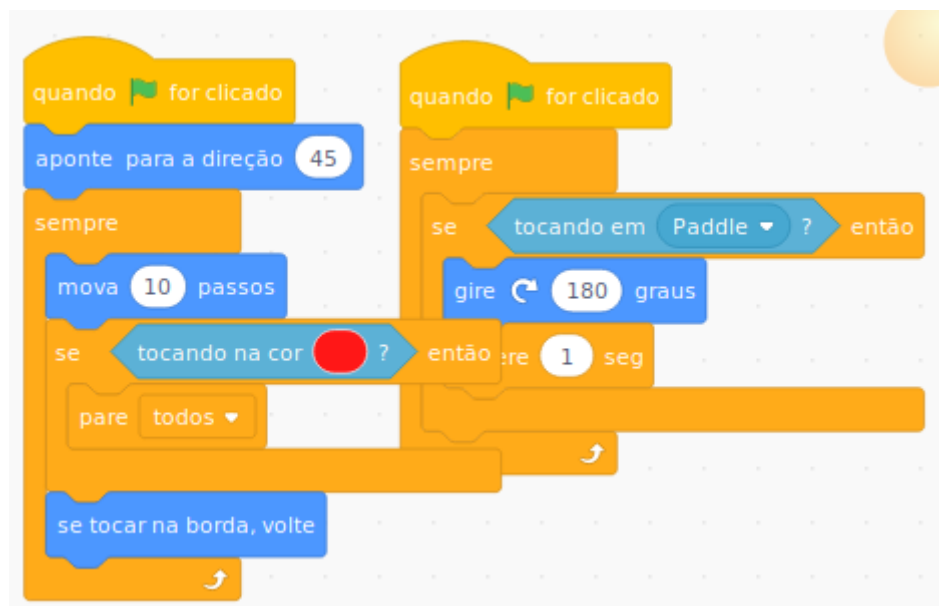 quando for clicado
aponte para a direção 45
sempre
mova 10 passos
se tocando na cor ? então
pare todos
se tocar na borda, volte
quando for clicado
sempre
se tocando em Paddle ? então
gire 180 graus
1 seg